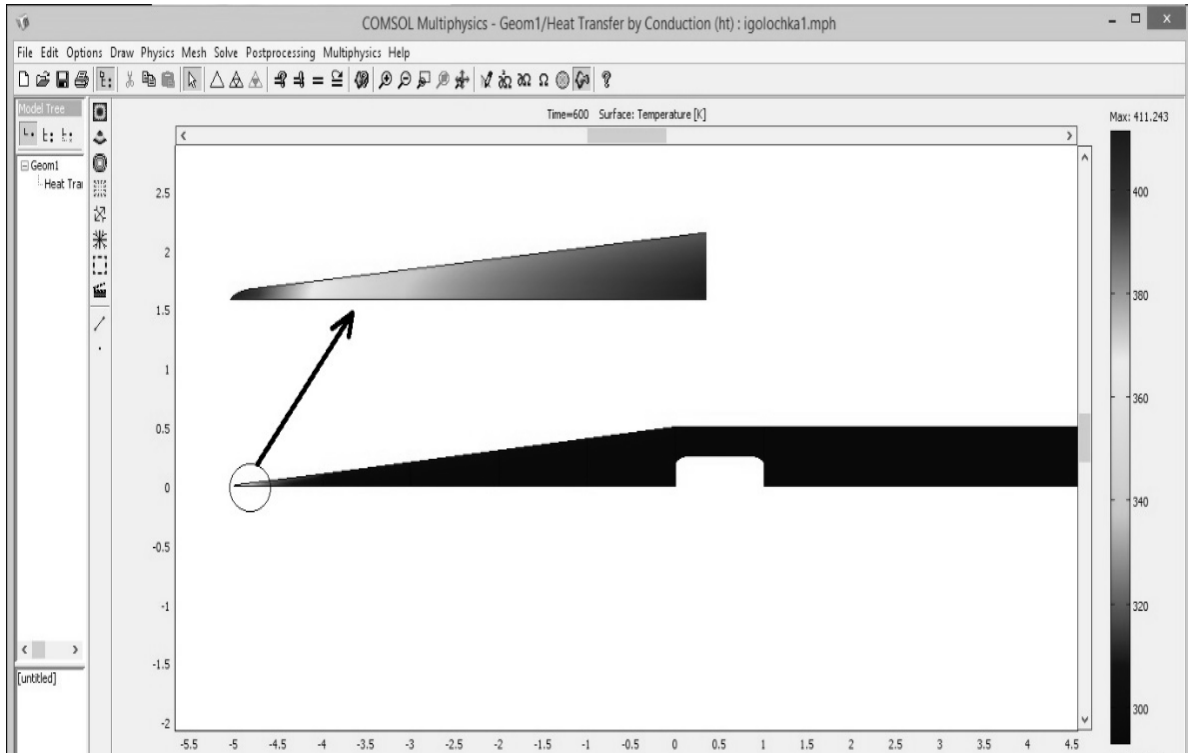 COMSOL Multiphysics - Geom1/Heat Transfer by Conduction (ht) : igolochka1.mph
File Edit Options Draw Physics Mesh Solve Postprocessing Multiphysics Help
Model Tree
Geom1
Heat Tra
[untitled]
Time=600 Surface: Temperature [K]
Max: 411.243
2.5
2
1.5
1
0.5
0
-0.5
-1
-1.5
-2
-5.5 -5 -4.5 -4 -3.5 -3 -2.5 -2 -1.5 -1 -0.5 0 0.5 1 1.5 2 2.5 3 3.5 4 4.5
400
380
360
340
320
300